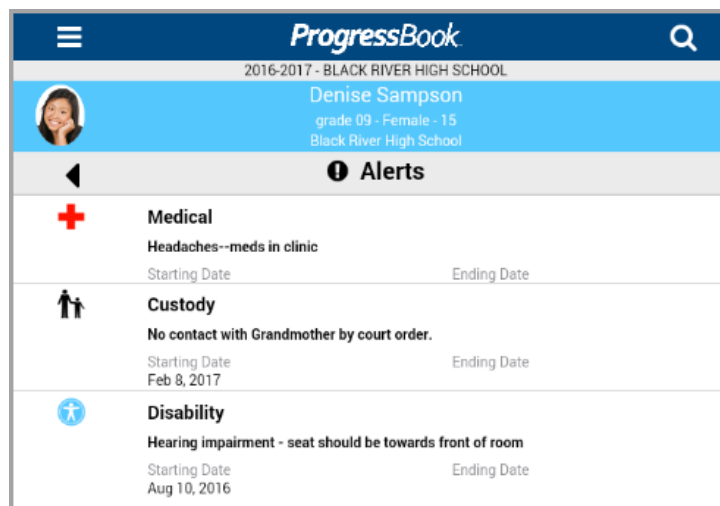 ProgressBook
2016-2017 - BLACK RIVER HIGH SCHOOL
Denise Sampson
grade 09 - Female - 15
Black River High School
Alerts
Medical
Headaches--meds in clinic
Starting Date Ending Date
Custody
No contact with Grandmother by court order.
Starting Date Ending Date
Feb 8, 2017
Disability
Hearing impairment - seat should be towards front of room
Starting Date Ending Date
Aug 10, 2016